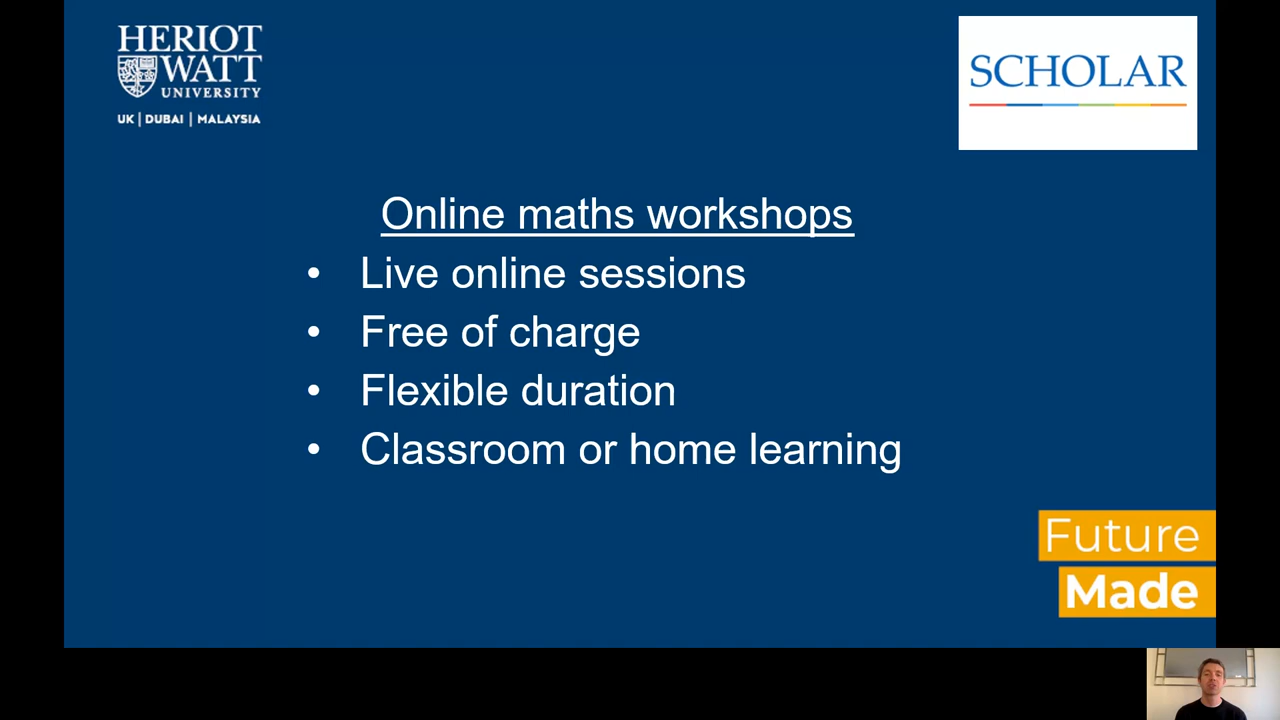 HERIOT
WATT
UNIVERSITY
UK | DUBAI | MALAYSIA
SCHOLAR
Online maths workshops
• Live online sessions
• Free of charge
• Flexible duration
• Classroom or home learning
Future
Made